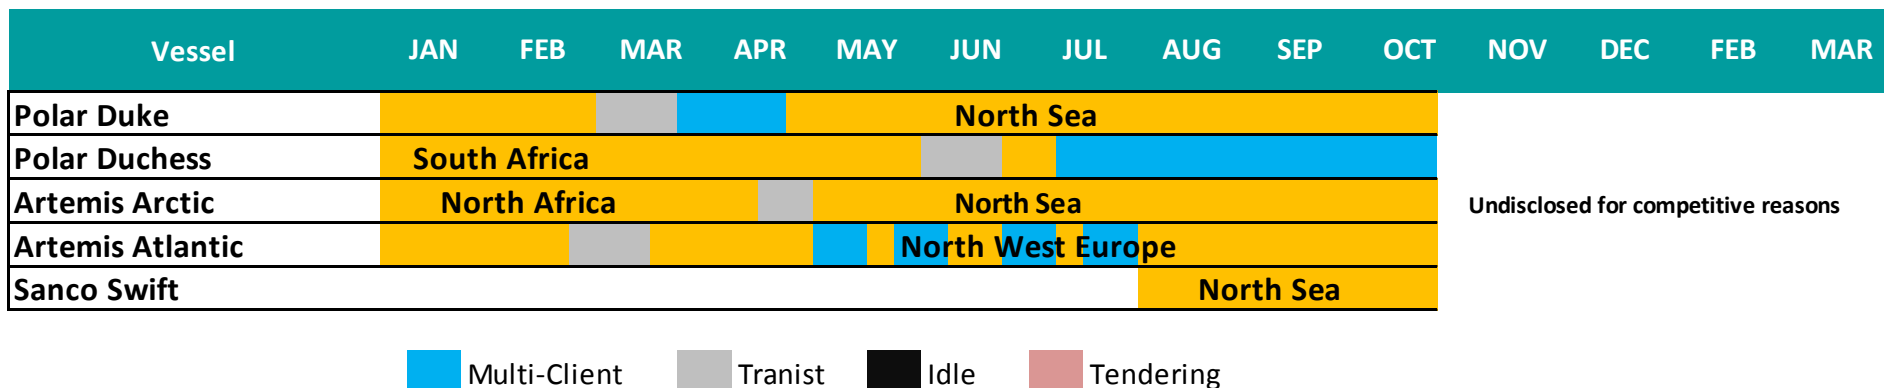 Vessel JAN FEB MAR APR MAY JUN JUL AUG SEP OCT NOV DEC FEB MAR
Polar Duke North Sea
Polar Duchess South Africa
Artemis Arctic North Africa North Sea Undisclosed for competitive reasons
Artemis Atlantic North West Europe
Sanco Swift North Sea
Multi-Client Tranist Idle Tendering